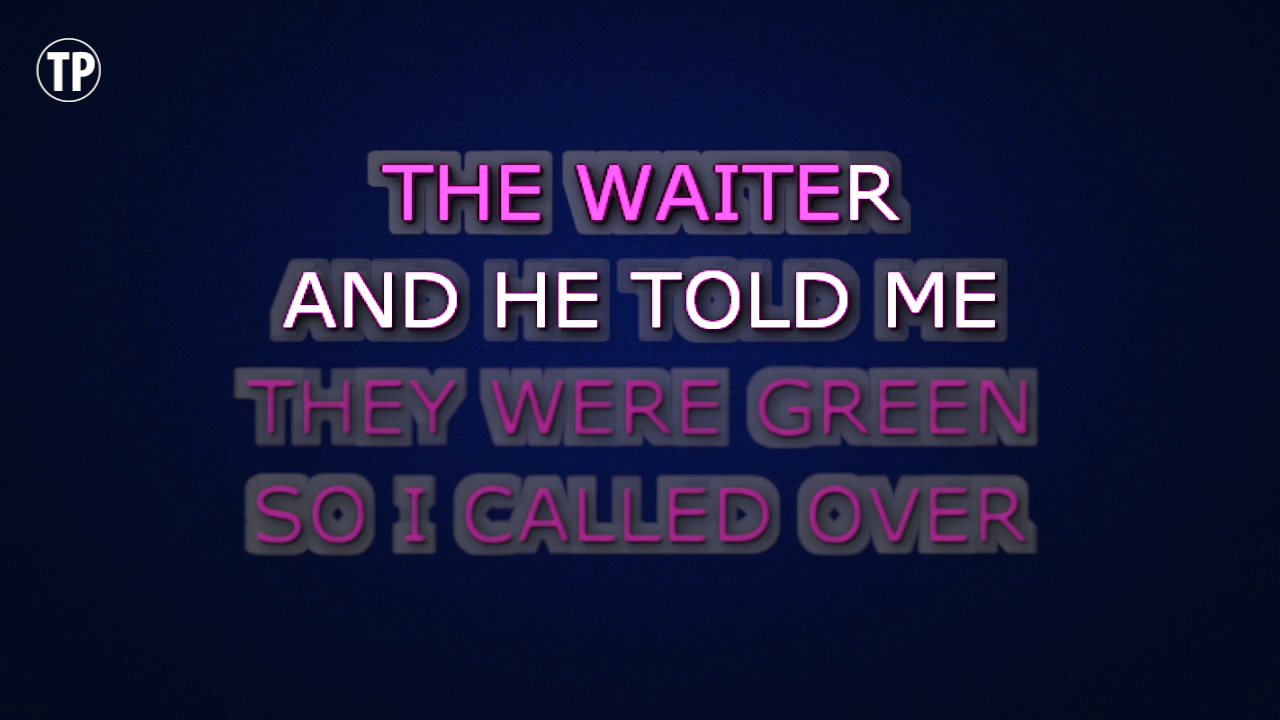 TP
THE WAITER
AND HE TOLD ME
THEY WERE GREEN
SO I CALLED OVER